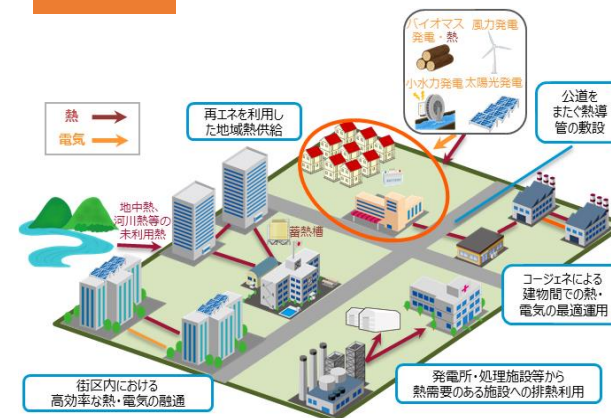 バイオマス
発電・熱
風力発電
小水力発電
太陽光発電
熱
電気
再エネを利用し
た地域熱供給
公道を
またぐ熱導
管の敷設
地中熱、
河川熱等の
未利用熱
蓄熱槽
コージェネによる
建物間での熱・
電気の最適運用
街区内における
高効率な熱・電気の融通
発電所・処理施設等から
熱需要のある施設への排熱利用